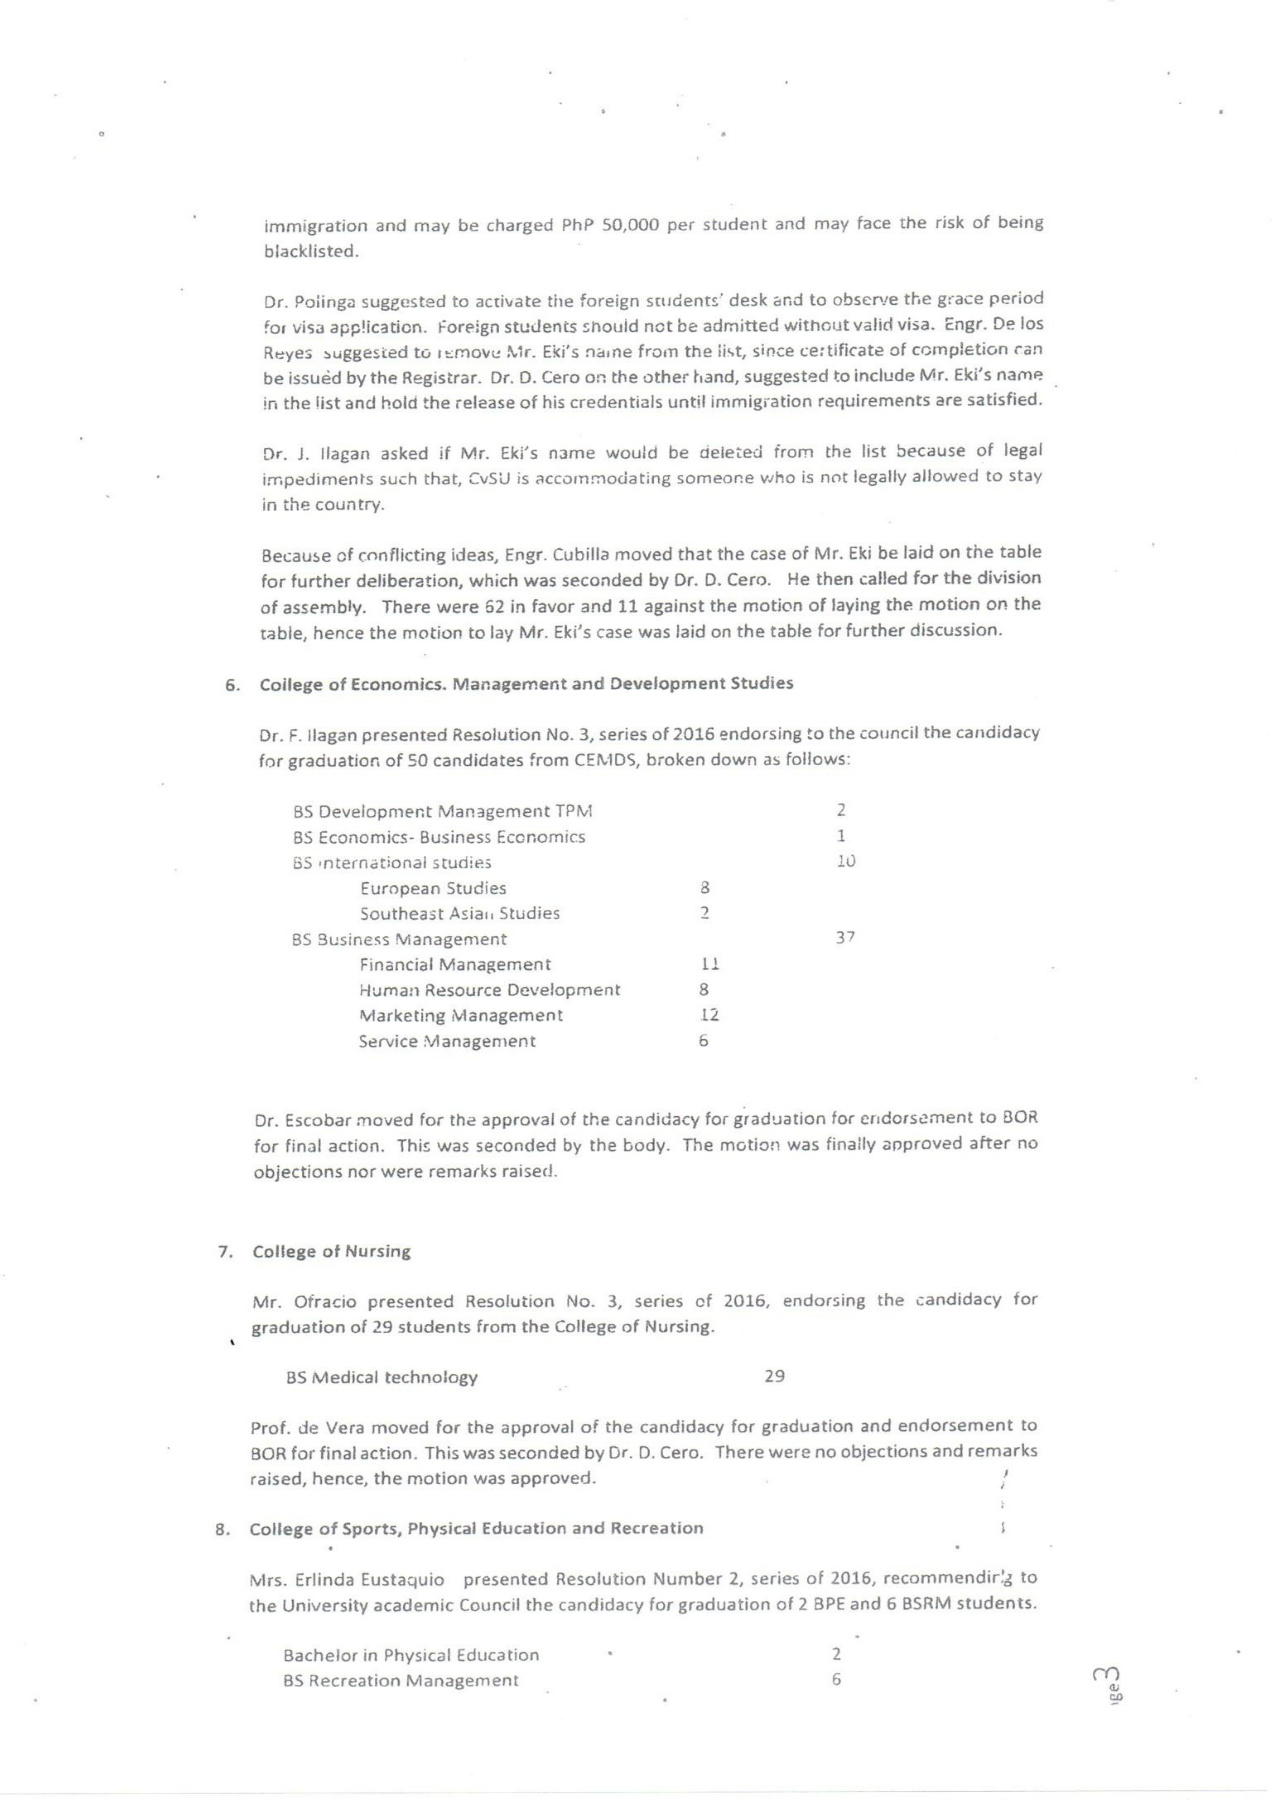 immigration and may be charged PhP 50,000 per student and may face the risk of being
blacklisted.
Dr. Polinga suggested to activate the foreign students' desk and to observe the grace period
for visa application. Foreign students should not be admitted without valid visa. Engr. De los
Reyes suggested to remove Mr. Eki's name from the list, since certificate of completion can
be issued by the Registrar. Dr. D. Cero on the other hand, suggested to include Mr. Eki's name
in the list and hold the release of his credentials until immigration requirements are satisfied.
Dr. J. Ilagan asked if Mr. Eki's name would be deleted from the list because of legal
impediments such that, CvSU is accommodating someone who is not legally allowed to stay
in the country.
Because of conflicting ideas, Engr. Cubilla moved that the case of Mr. Eki be laid on the table
for further deliberation, which was seconded by Dr. D. Cero. He then called for the division
of assembly. There were 62 in favor and 11 against the motion of laying the motion on the
table, hence the motion to lay Mr. Eki's case was laid on the table for further discussion.
6. College of Economics. Management and Development Studies
Dr. F. Ilagan presented Resolution No. 3, series of 2016 endorsing to the council the candidacy
for graduation of 50 candidates from CEMDS, broken down as follows:
BS Development Management TPM 2
BS Economics- Business Economics 1
BS International studies 10
European Studies 8
Southeast Asian Studies 2
BS Business Management 37
Financial Management 11
Human Resource Development 8
Marketing Management 12
Service Management 6
Dr. Escobar moved for the approval of the candidacy for graduation for endorsement to BOR
for final action. This was seconded by the body. The motion was finally approved after no
objections nor were remarks raised.
7. College of Nursing
Mr. Ofracio presented Resolution No. 3, series of 2016, endorsing the candidacy for
graduation of 29 students from the College of Nursing.
BS Medical technology 29
Prof. de Vera moved for the approval of the candidacy for graduation and endorsement to
BOR for final action. This was seconded by Dr. D. Cero. There were no objections and remarks
raised, hence, the motion was approved.
8. College of Sports, Physical Education and Recreation
Mrs. Erlinda Eustaquio presented Resolution Number 2, series of 2016, recommending to
the University academic Council the candidacy for graduation of 2 BPE and 6 BSRM students.
Bachelor in Physical Education 2
BS Recreation Management 6
ige 3